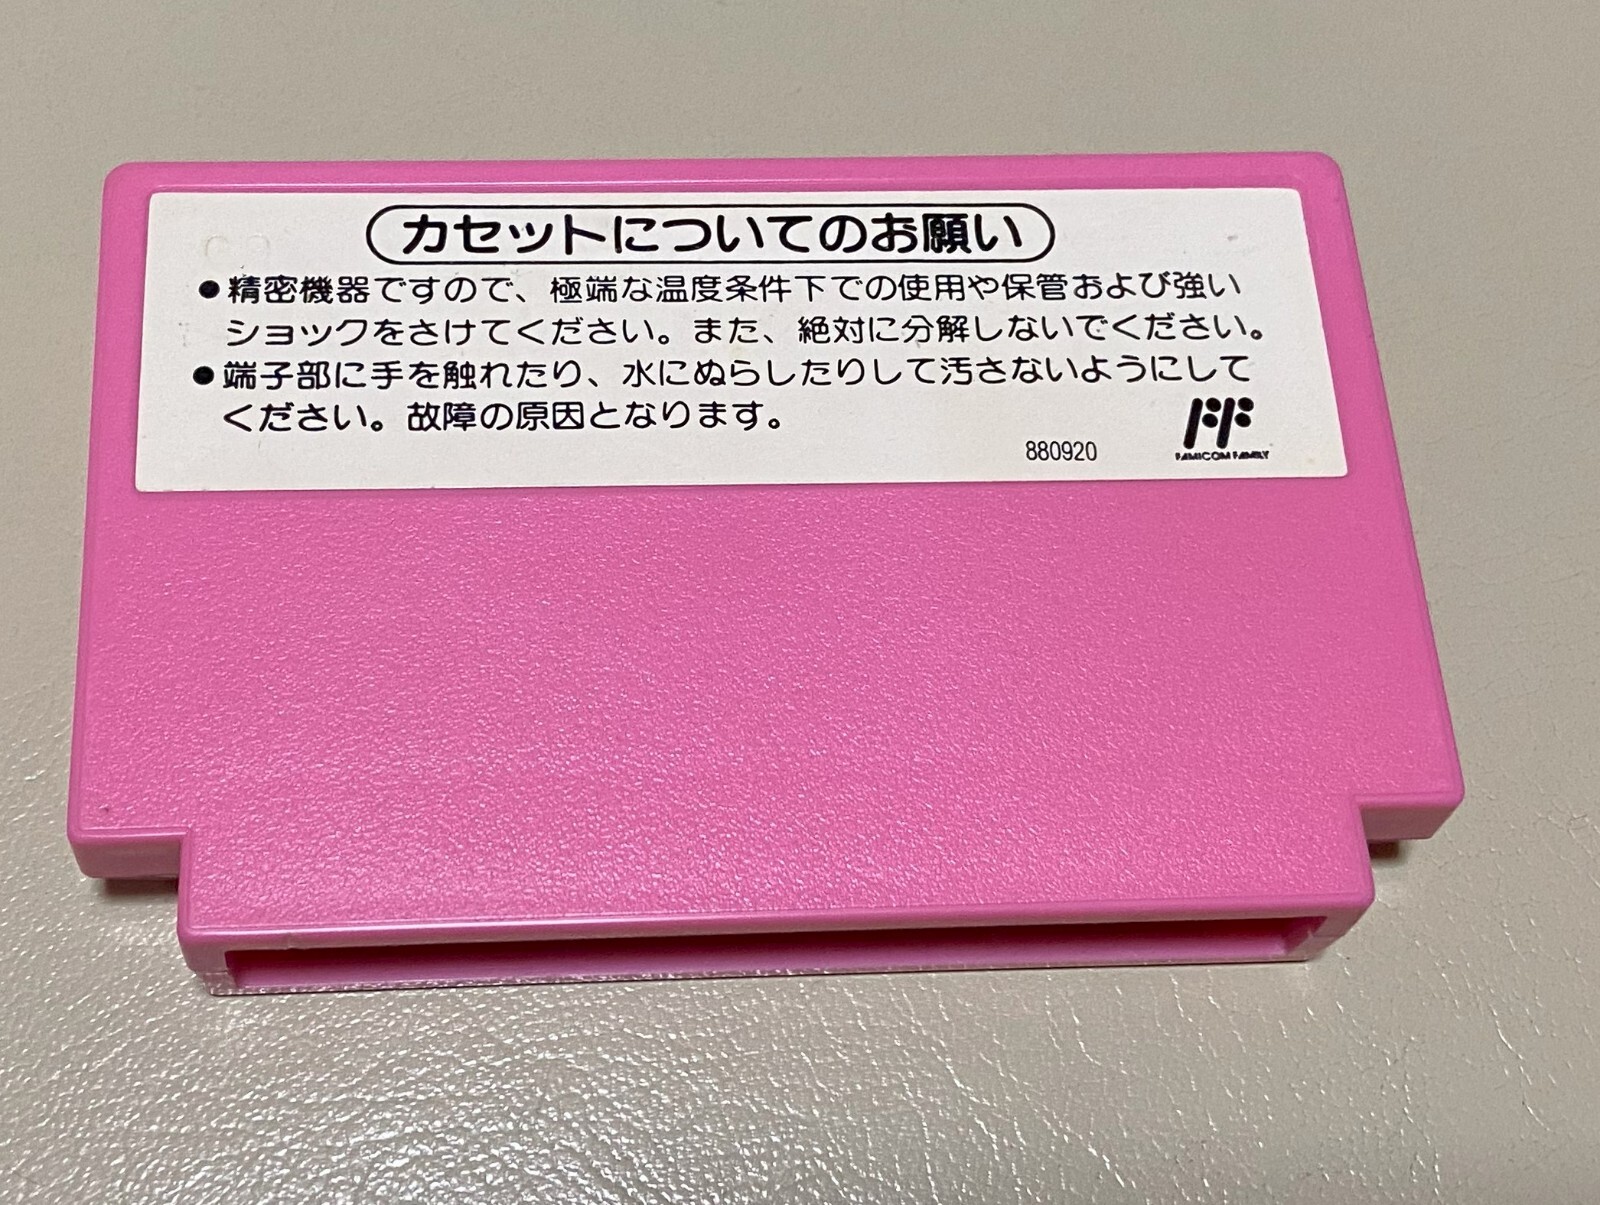 カセットについてのお願い
●精密機器ですので、極端な温度条件下での使用や保管および強い
ショックをさけてください。また、絶対に分解しないでください。
●端子部に手を触れたり、水にぬらしたりして汚さないようにして
ください。故障の原因となります。
880920
FF
FAMICOM FAMILY